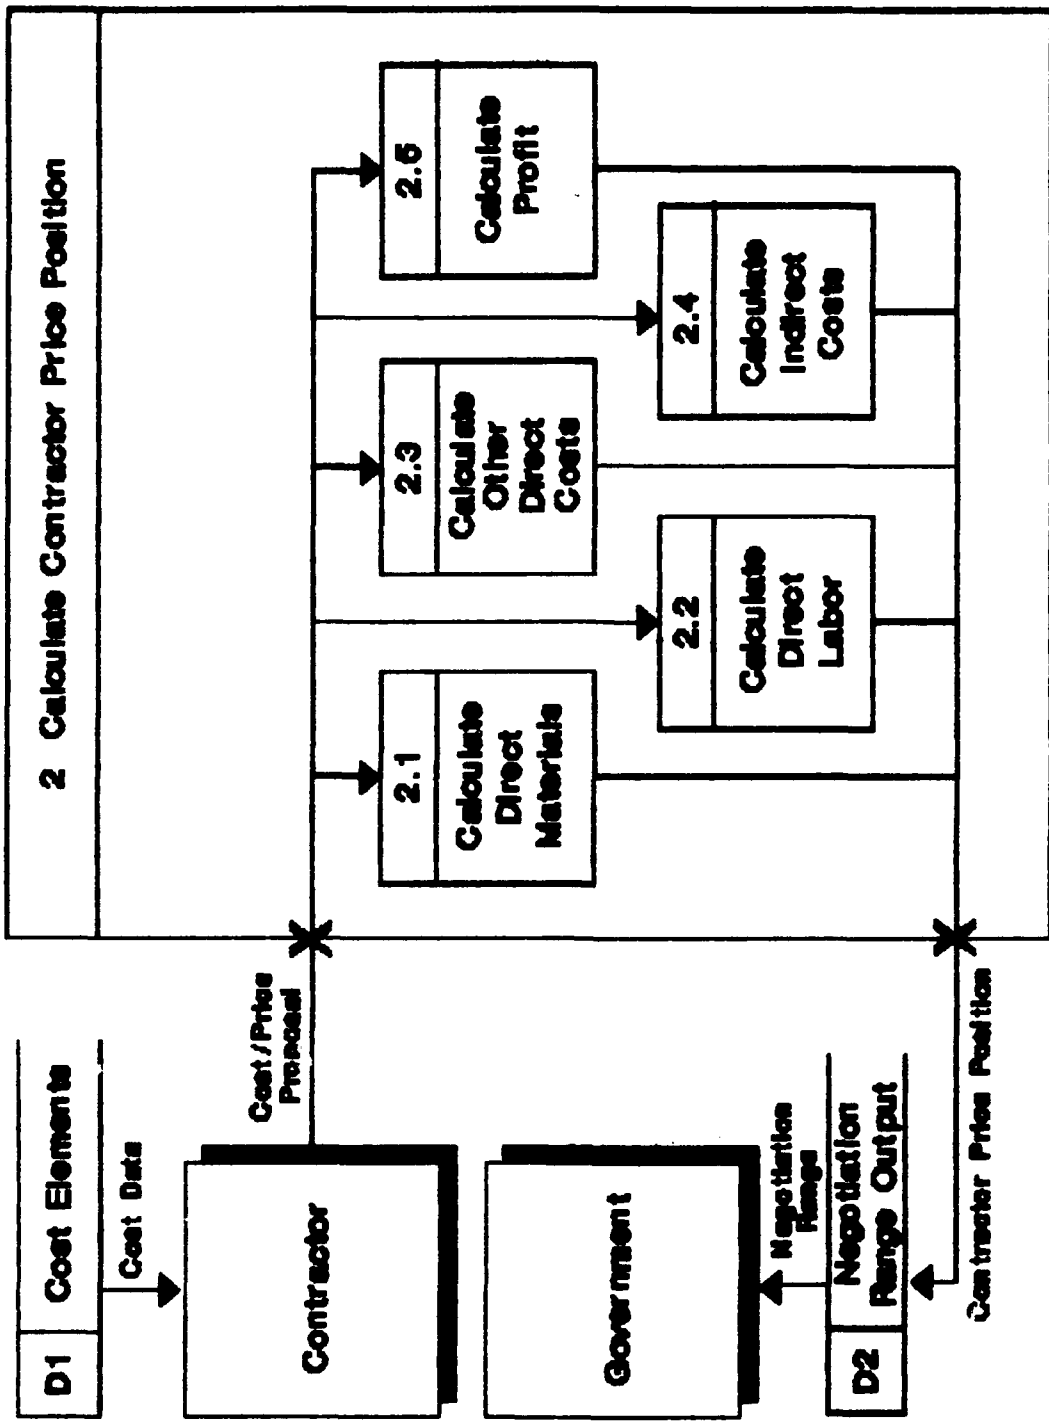 D1
Cost Elements
Cost Data
Contractor
Cost/Price
Proposal
Government
Negotiation
Range
D2
Negotiation
Range Output
Contractor Price Position
2 Calculate Contractor Price Position
2.1
Calculate
Direct
Materials
2.2
Calculate
Direct
Labor
2.3
Calculate
Other
Direct
Costs
2.4
Calculate
Indirect
Costs
2.5
Calculate
Profit